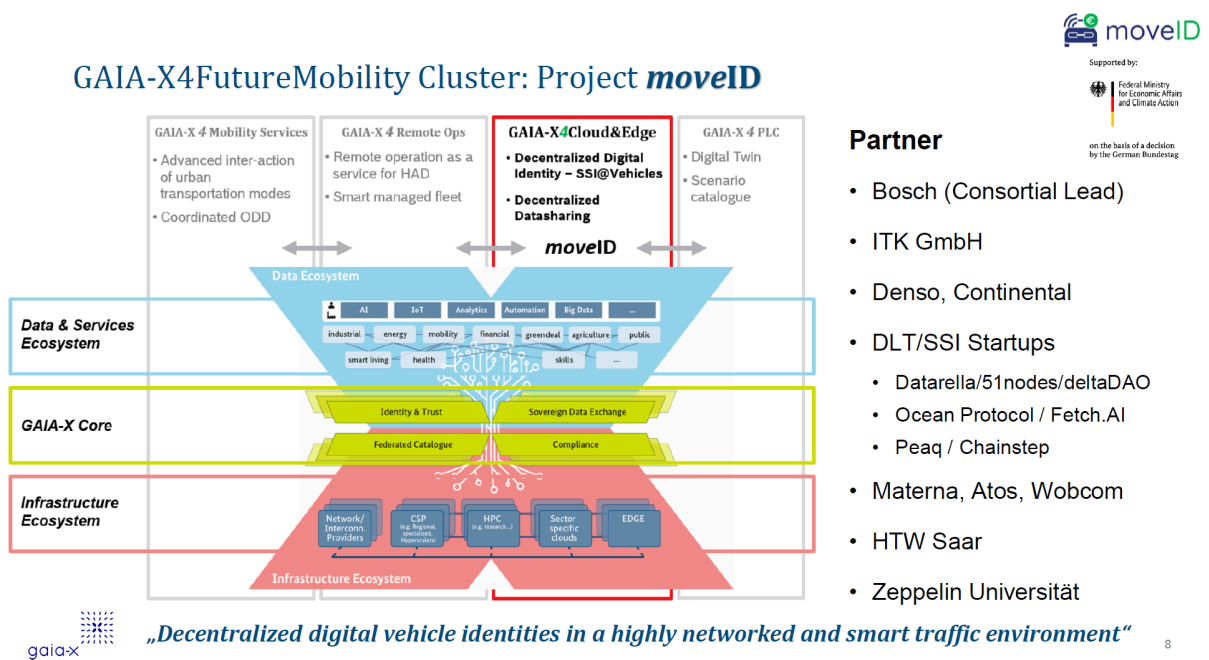 moveID
Supported by:
Federal Ministry
for Economic Affairs
and Climate Action
on the basis of a decision
by the German Bundestag
GAIA-X4FutureMobility Cluster: Project moveID
GAIA-X 4 Mobility Services
• Advanced inter-action
of urban
transportation modes
• Coordinated ODD
GAIA-X 4 Remote Ops
• Remote operation as a
service for HAD
• Smart managed fleet
GAIA-X4Cloud&Edge
• Decentralized Digital
Identity – SSI@Vehicles
• Decentralized
Datasharing
moveID
GAIA-X 4 PLC
• Digital Twin
• Scenario
catalogue
Data Ecosystem
Data & Services
Ecosystem
AI
IoT
Analytics
Automation
Big Data
...
industrial
energy
mobility
financial
greendeal
agriculture
public
smart living
health
skills
...
GAIA-X Core
Identity & Trust
Sovereign Data Exchange
Federated Catalogue
Compliance
Infrastructure
Ecosystem
Network/
Interconn.
Providers
CSP
(e.g. Regional,
specialized,
Hyperscalers)
HPC
(e.g. research...)
Sector
specific
clouds
EDGE
Infrastructure Ecosystem
Partner
• Bosch (Consortial Lead)
• ITK GmbH
• Denso, Continental
• DLT/SSI Startups
• Datarella/51nodes/deltaDAO
• Ocean Protocol / Fetch.AI
• Peaq / Chainstep
• Materna, Atos, Wobcom
• HTW Saar
• Zeppelin Universität
gaia-x
„Decentralized digital vehicle identities in a highly networked and smart traffic environment“
8